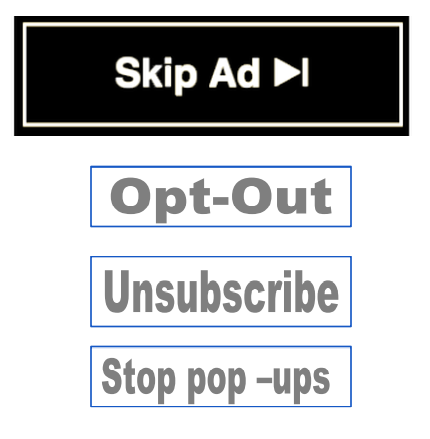 Skip Ad
Opt-Out
Unsubscribe
Stop pop –ups